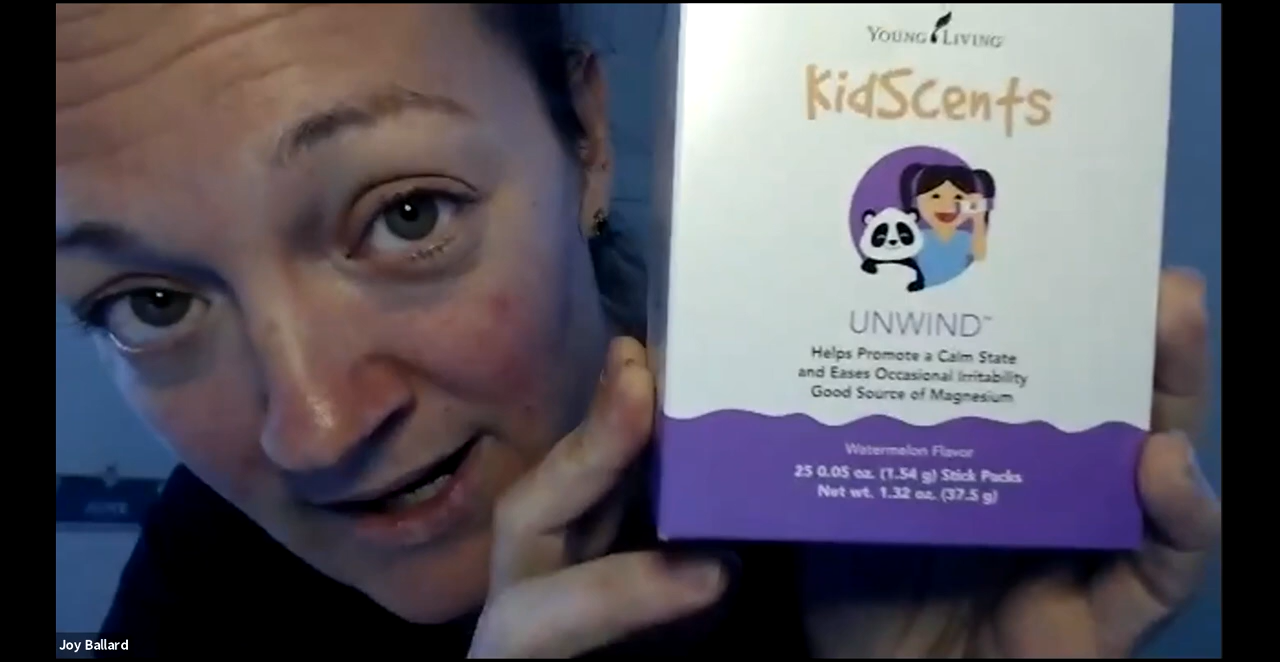 YOUNG LIVING
KidScents
UNWIND™
Helps Promote a Calm State
and Eases Occasional Irritability
Good Source of Magnesium
Watermelon Flavor
25 0.05 oz. (1.54 g) Stick Packs
Net wt. 1.32 oz. (37.5 g)
Joy Ballard